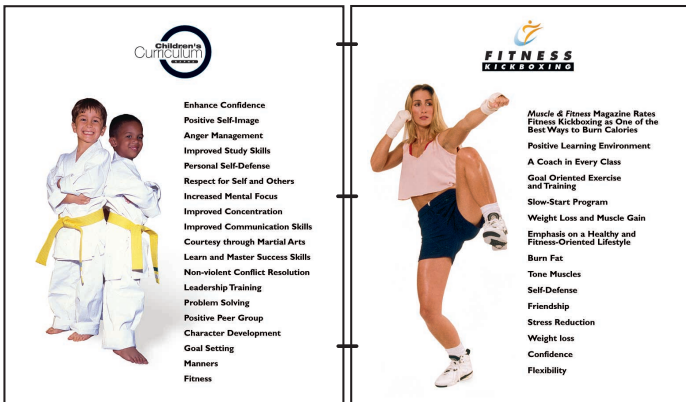 Children's
Curriculum
Enhance Confidence
Positive Self-Image
Anger Management
Improved Study Skills
Personal Self-Defense
Respect for Self and Others
Increased Mental Focus
Improved Concentration
Improved Communication Skills
Courtesy through Martial Arts
Learn and Master Success Skills
Non-violent Conflict Resolution
Leadership Training
Problem Solving
Positive Peer Group
Character Development
Goal Setting
Manners
Fitness
FITNESS
KICKBOXING
Muscle & Fitness Magazine Rates
Fitness Kickboxing as One of the
Best Ways to Burn Calories
Positive Learning Environment
A Coach in Every Class
Goal Oriented Exercise
and Training
Slow-Start Program
Weight Loss and Muscle Gain
Emphasis on a Healthy and
Fitness-Oriented Lifestyle
Burn Fat
Tone Muscles
Self-Defense
Friendship
Stress Reduction
Weight loss
Confidence
Flexibility